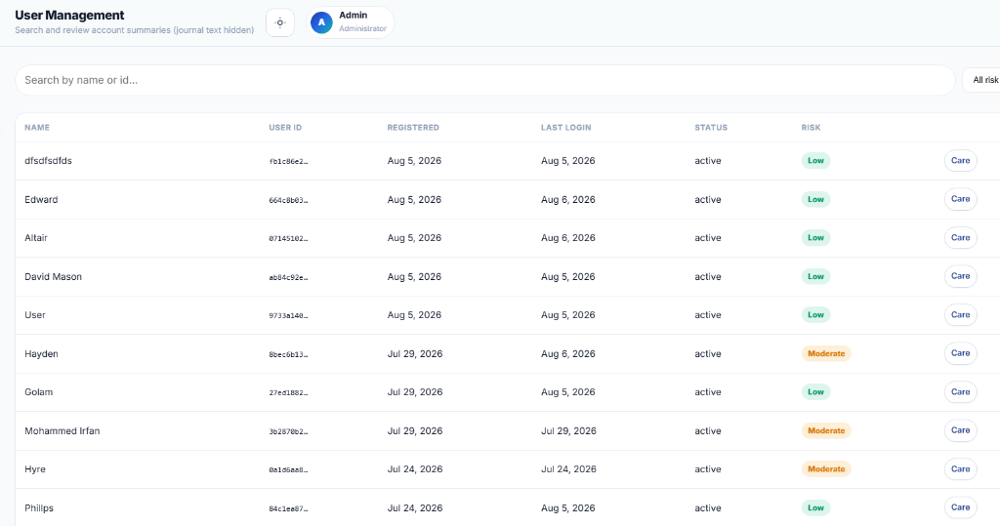 User Management
Search and review account summaries (journal text hidden)
A
Admin
Administrator
Search by name or id...
All risk
NAME USER ID REGISTERED LAST LOGIN STATUS RISK
dfsdfsdfds fb1c86e2… Aug 5, 2026 Aug 5, 2026 active Low Care
Edward 664c8b03… Aug 5, 2026 Aug 6, 2026 active Low Care
Altair 07145102… Aug 5, 2026 Aug 6, 2026 active Low Care
David Mason ab84c92e… Aug 5, 2026 Aug 5, 2026 active Low Care
User 9733a140… Aug 5, 2026 Aug 5, 2026 active Low Care
Hayden 8bec6b13… Jul 29, 2026 Aug 6, 2026 active Moderate Care
Golam 27ed1882… Jul 29, 2026 Aug 5, 2026 active Low Care
Mohammed Irfan 3b2870b2… Jul 29, 2026 Jul 29, 2026 active Moderate Care
Hyre 0a1d6aa8… Jul 24, 2026 Jul 24, 2026 active Moderate Care
Phillps 84c1ea87… Jul 24, 2026 Aug 5, 2026 active Low Care